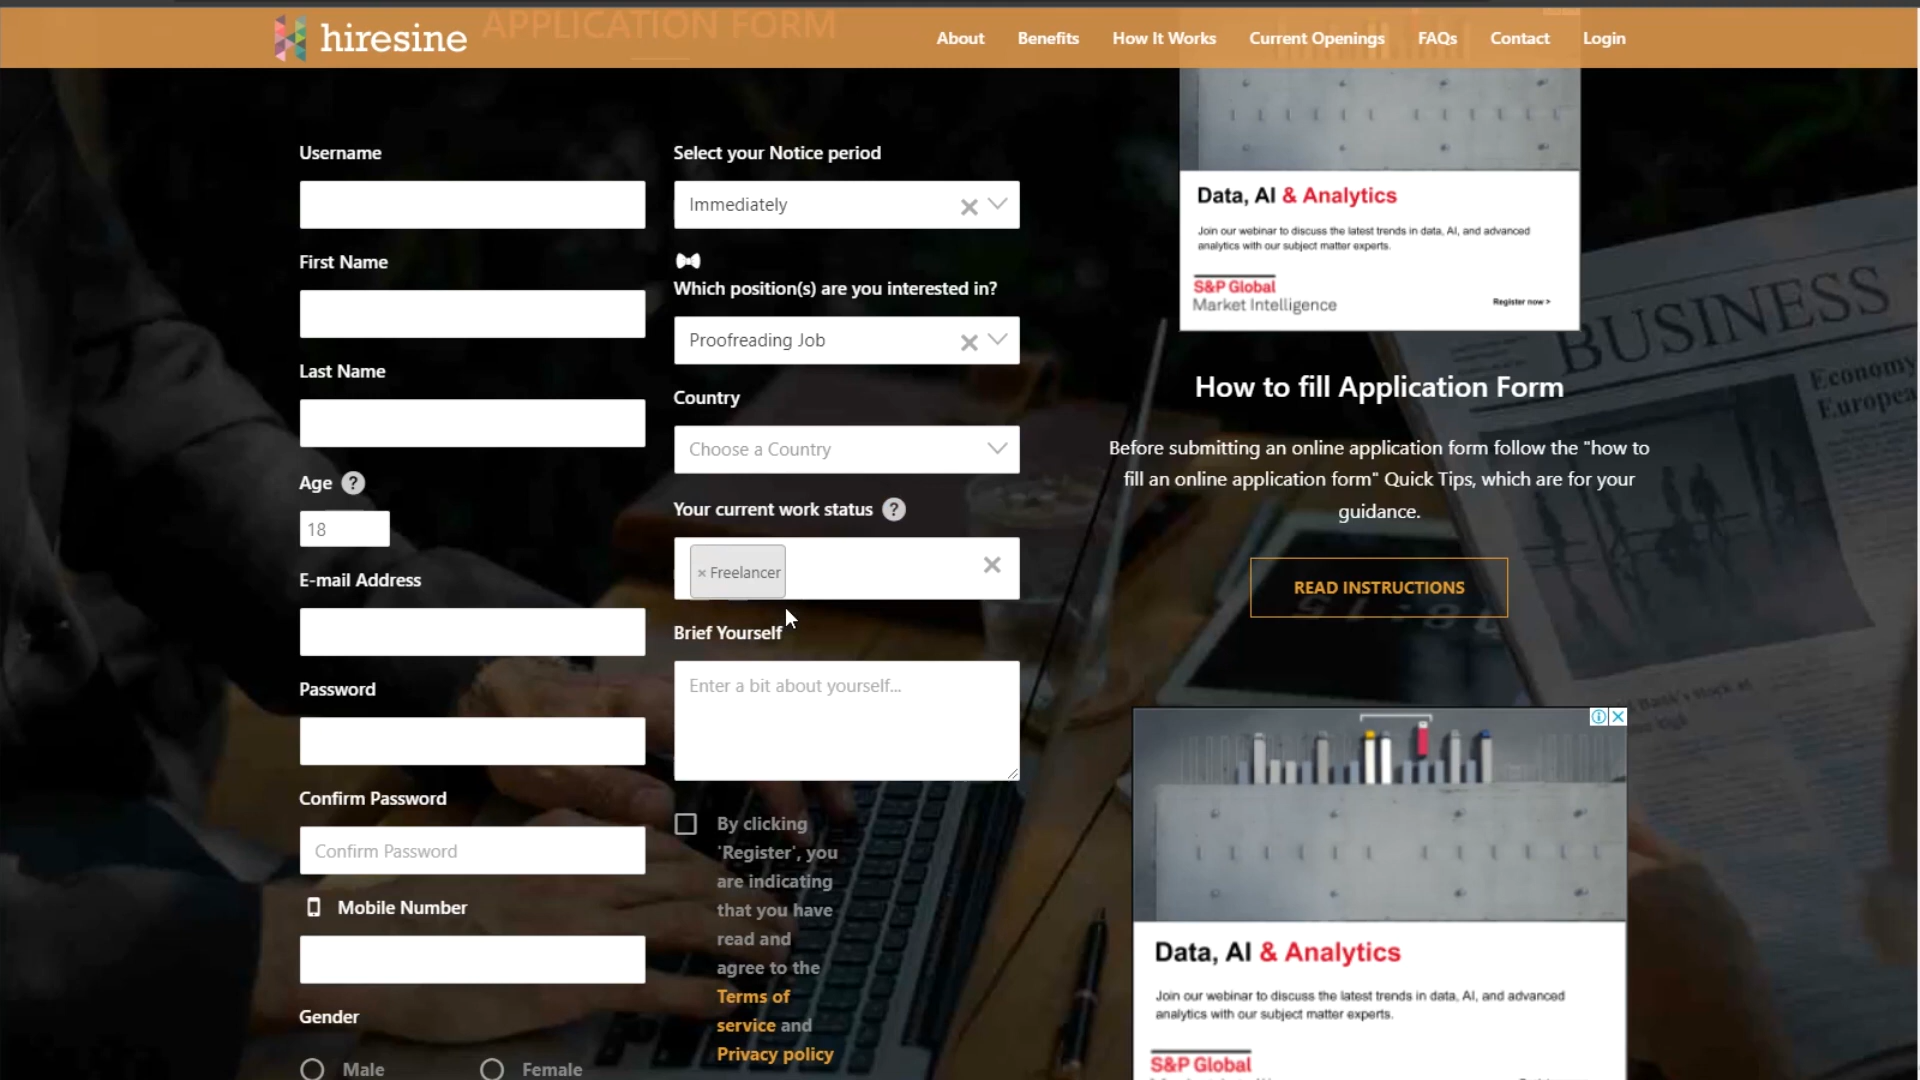 APPLICATION FORM
hiresine
About Benefits How It Works Current Openings FAQs Contact Login
Username
First Name
Last Name
Age ?
18
E-mail Address
Password
Confirm Password
Confirm Password
Mobile Number
Gender
Male Female
Select your Notice period
Immediately
Which position(s) are you interested in?
Proofreading Job
Country
Choose a Country
Your current work status ?
× Freelancer
Brief Yourself
Enter a bit about yourself...
By clicking
'Register', you
are indicating
that you have
read and
agree to the
Terms of
service and
Privacy policy
Data, AI & Analytics
Join our webinar to discuss the latest trends in data, AI, and advanced
analytics with our subject matter experts.
S&P Global
Market Intelligence
Register now >
How to fill Application Form
Before submitting an online application form follow the "how to
fill an online application form" Quick Tips, which are for your
guidance.
READ INSTRUCTIONS
BUSINESS
Economy
Data, AI & Analytics
Join our webinar to discuss the latest trends in data, AI, and advanced
analytics with our subject matter experts.
S&P Global